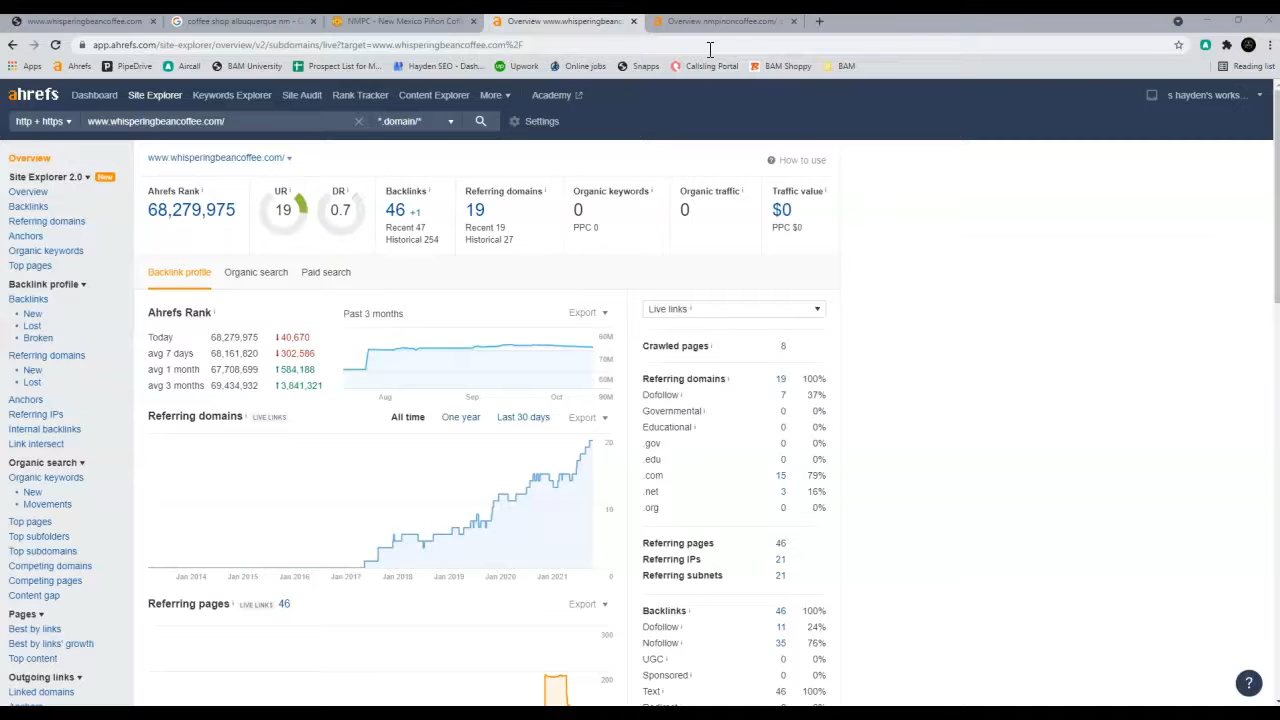 www.whisperingbeancoffee.com/
coffee shop albuquerque nm - G
NMPC - New Mexico Piñon Coff
Overview www.whisperingbeanc
Overview nmpinoncoffee.com/
app.ahrefs.com/site-explorer/overview/v2/subdomains/live?target=www.whisperingbeancoffee.com%2F
Apps Ahrefs PipeDrive Aircall BAM University Prospect List for M... Hayden SEO - Dash... Upwork Online jobs Snapps CallsIing Portal BAM Shoppy BAM Reading list
ahrefs Dashboard Site Explorer Keywords Explorer Site Audit Rank Tracker Content Explorer More Academy s hayden's works...
http + https www.whisperingbeancoffee.com/ *.domain/* Settings
Overview
Site Explorer 2.0 New
Overview
Backlinks
Referring domains
Anchors
Organic keywords
Top pages
Backlink profile
Backlinks
New
Lost
Broken
Referring domains
New
Lost
Anchors
Referring IPs
Internal backlinks
Link intersect
Organic search
Organic keywords
New
Movements
Top pages
Top subfolders
Top subdomains
Competing domains
Competing pages
Content gap
Pages
Best by links
Best by links' growth
Top content
Outgoing links
Linked domains
www.whisperingbeancoffee.com/ How to use
Ahrefs Rank UR DR Backlinks Referring domains Organic keywords Organic traffic Traffic value
68,279,975 19 0.7 46 +1 19 0 0 $0
Recent 47 Recent 19 PPC 0 PPC $0
Historical 254 Historical 27
Backlink profile Organic search Paid search
Ahrefs Rank Past 3 months Export
Today 68,279,975 ↓40,670
avg 7 days 68,161,820 ↓302,586
avg 1 month 67,708,699 ↑584,188
avg 3 months 69,434,932 ↑3,841,321
70M
90M
Aug Sep Oct
Referring domains LIVE LINKS All time One year Last 30 days Export
20
10
0
Jan 2014 Jan 2015 Jan 2016 Jan 2017 Jan 2018 Jan 2019 Jan 2020 Jan 2021
Referring pages LIVE LINKS 46 Export
300
200
Live links
Crawled pages 8
Referring domains 19 100%
Dofollow 7 37%
Governmental 0 0%
Educational 0 0%
.gov 0 0%
.edu 0 0%
.com 15 79%
.net 3 16%
.org 0 0%
Referring pages 46
Referring IPs 21
Referring subnets 21
Backlinks 46 100%
Dofollow 11 24%
Nofollow 35 76%
UGC 0 0%
Sponsored 0 0%
Text 46 100%
?